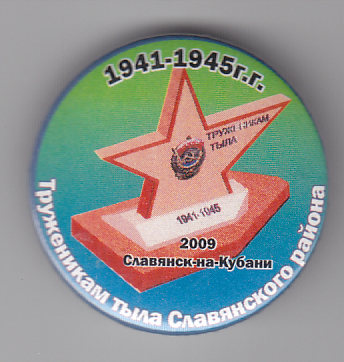 1941-1945г.г.
ТРУЖЕНИКАМ
ТЫЛА
1941-1945
2009
Славянск-на-Кубани
Труженикам тыла Славянского района